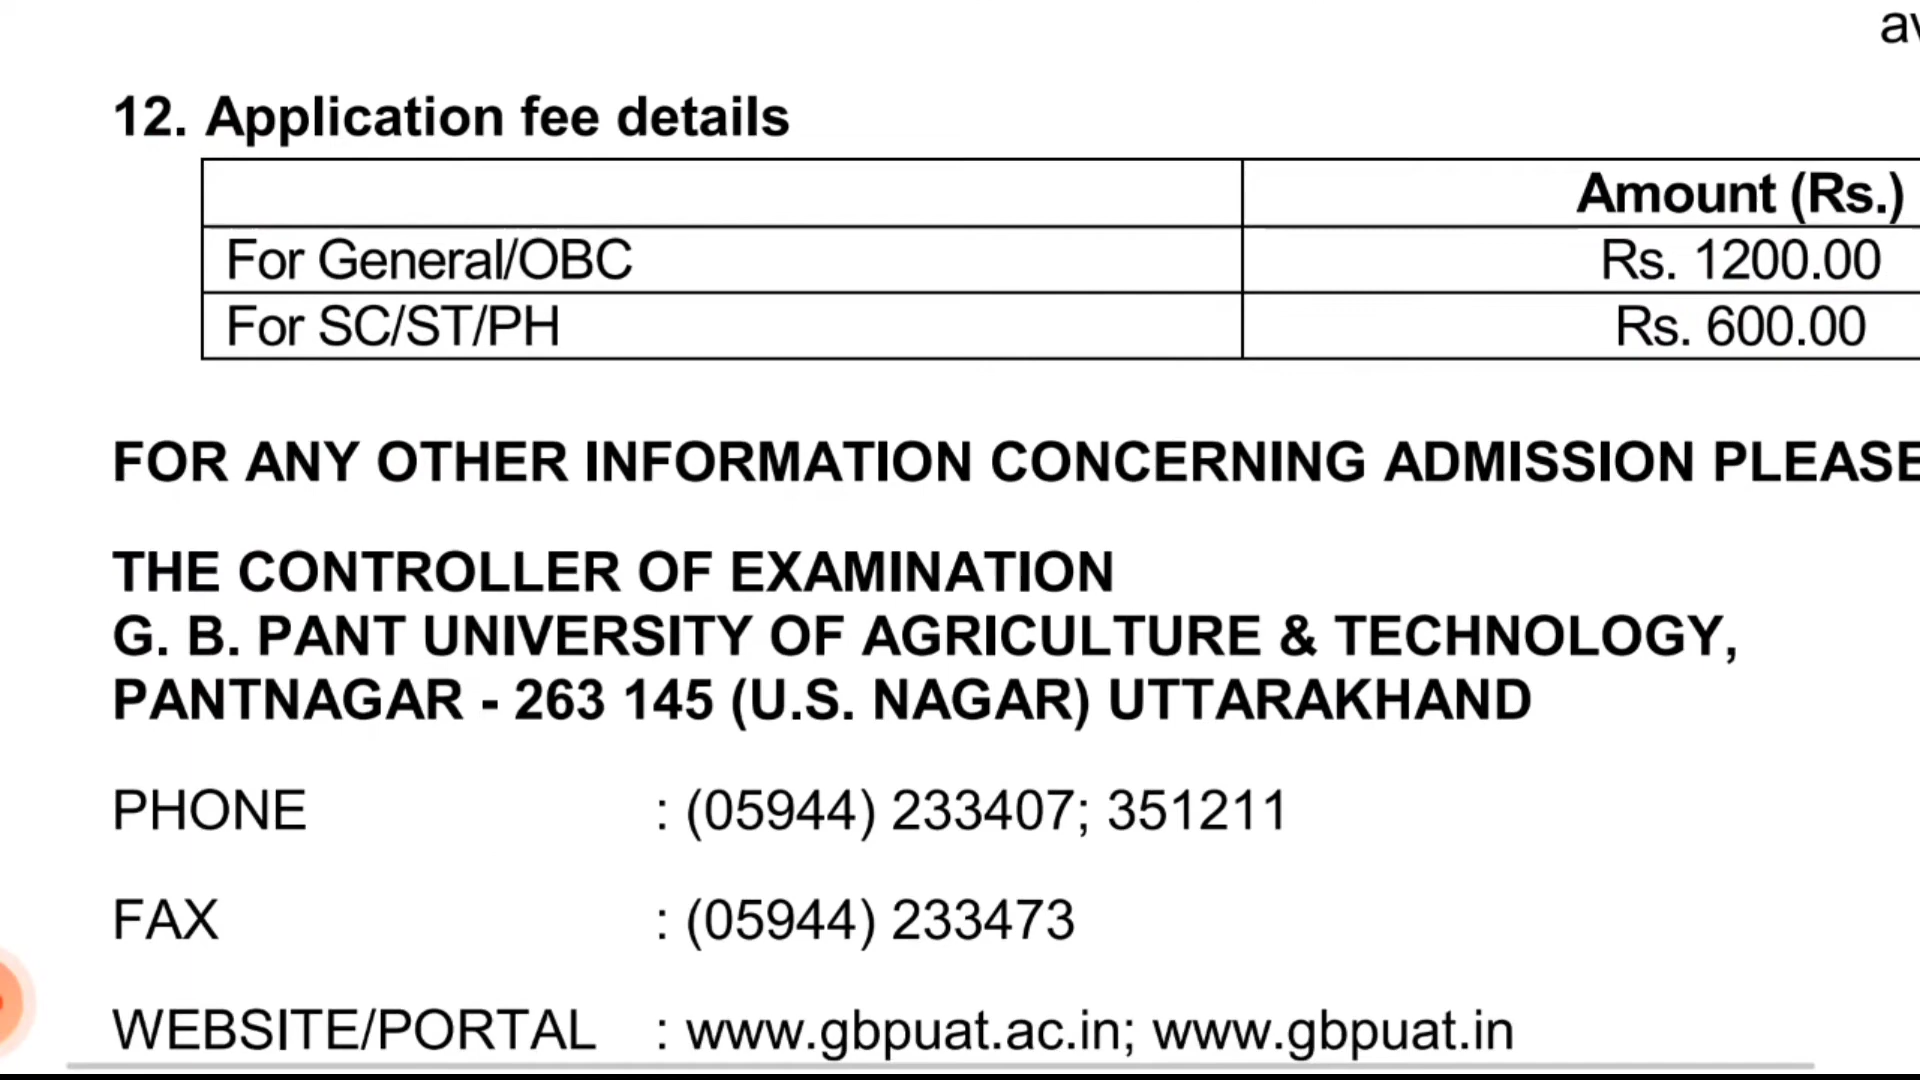 12. Application fee details
Amount (Rs.)
For General/OBC Rs. 1200.00
For SC/ST/PH Rs. 600.00
FOR ANY OTHER INFORMATION CONCERNING ADMISSION PLEASE
THE CONTROLLER OF EXAMINATION
G. B. PANT UNIVERSITY OF AGRICULTURE & TECHNOLOGY,
PANTNAGAR - 263 145 (U.S. NAGAR) UTTARAKHAND
PHONE : (05944) 233407; 351211
FAX : (05944) 233473
WEBSITE/PORTAL : www.gbpuat.ac.in; www.gbpuat.in